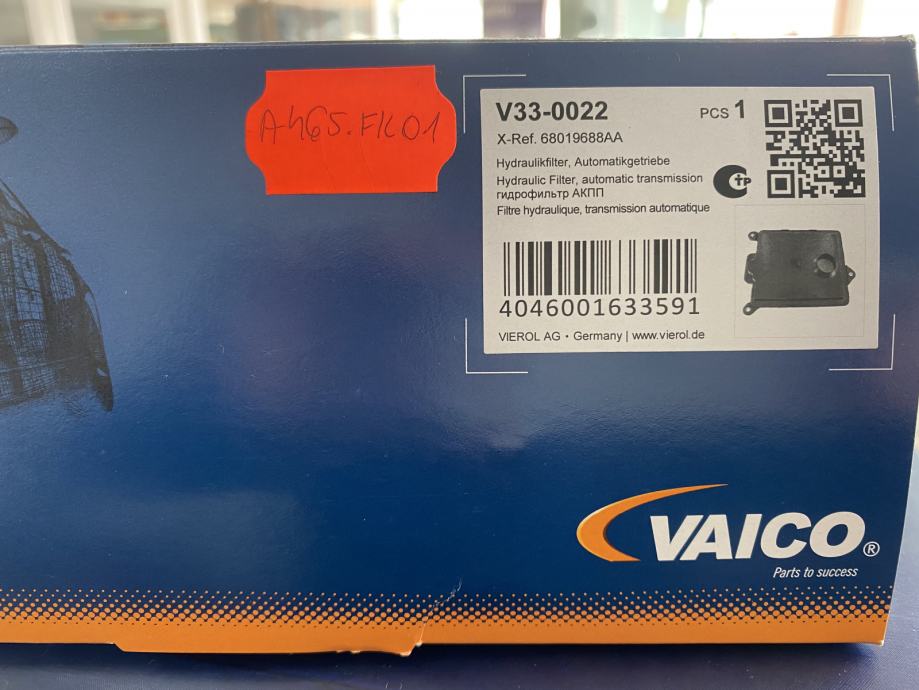 A465.FK01
V33-0022
PCS 1
X-Ref. 68019688AA
Hydraulikfilter, Automatikgetriebe
Hydraulic Filter, automatic transmission
гидрофильтр АКПП
Filtre hydraulique, transmission automatique
4046001633591
VIEROL AG • Germany | www.vierol.de
VAICO®
Parts to success